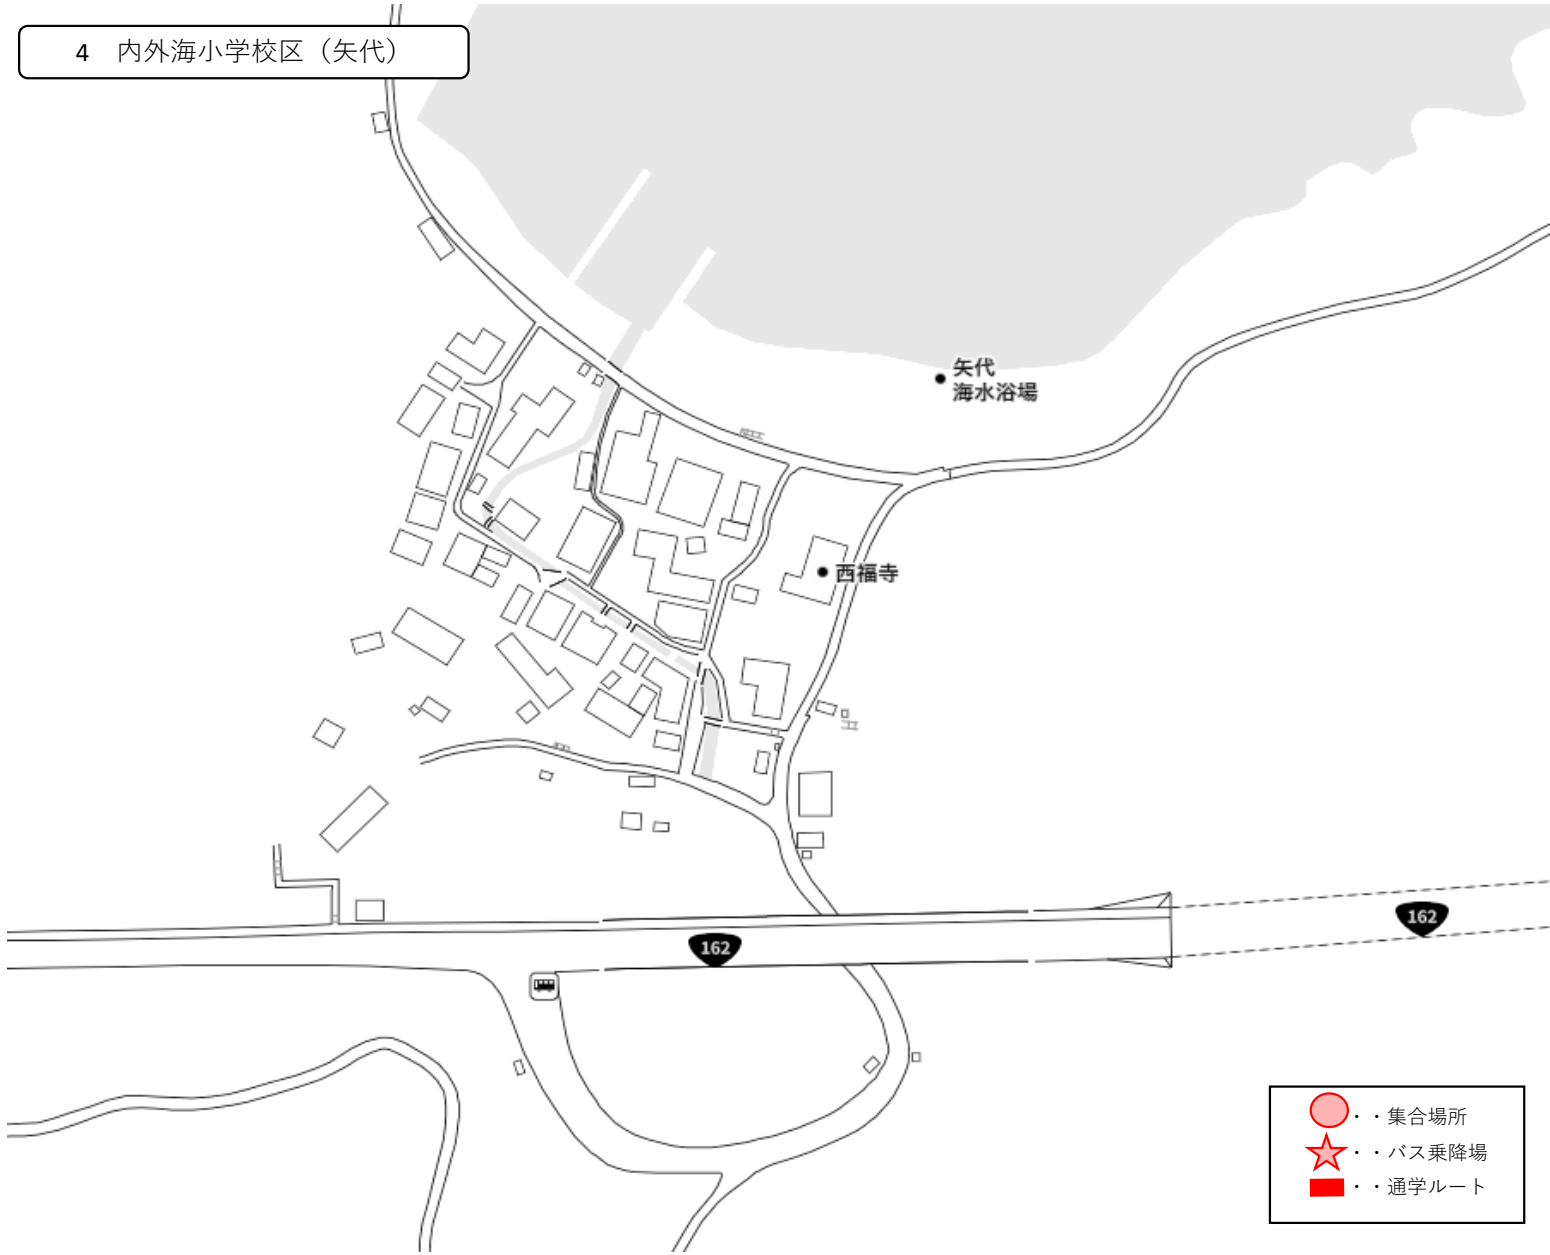 4　内外海小学校区（矢代）
矢代
海水浴場
西福寺
162
162
・・集合場所
・・バス乗降場
・・通学ルート